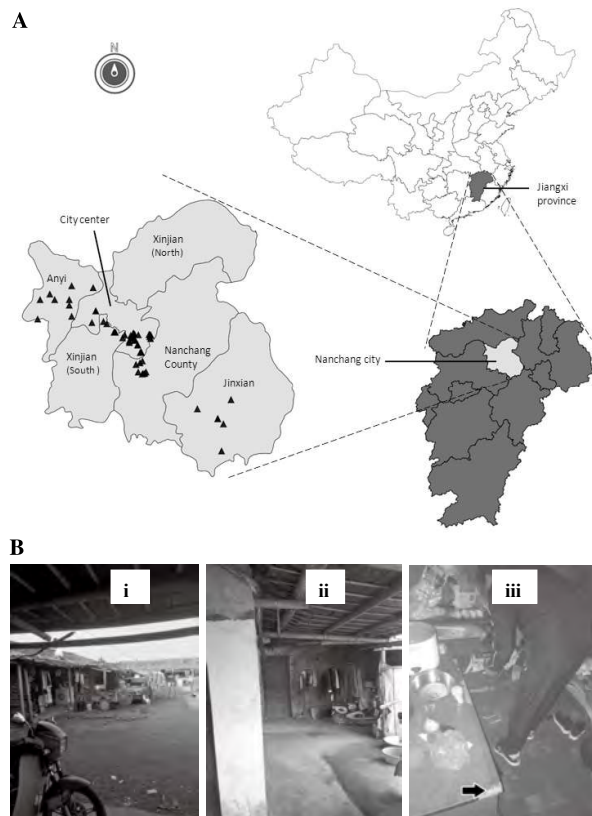 A
N
Jiangxi
province
City center
Xinjian
(North)
Anyi
Nanchang
County
Xinjian
(South )
Jinxian
Nanchang city
B
i
ii
iii